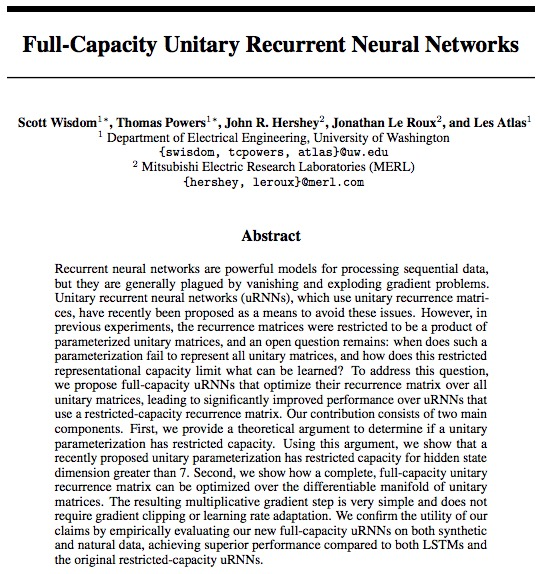 Full-Capacity Unitary Recurrent Neural Networks
Scott Wisdom1*, Thomas Powers1*, John R. Hershey2, Jonathan Le Roux2, and Les Atlas1
1 Department of Electrical Engineering, University of Washington
{swisdom, tcpowers, atlas}@uw.edu
2 Mitsubishi Electric Research Laboratories (MERL)
{hershey, leroux}@merl.com
Abstract
Recurrent neural networks are powerful models for processing sequential data,
but they are generally plagued by vanishing and exploding gradient problems.
Unitary recurrent neural networks (uRNNs), which use unitary recurrence matri-
ces, have recently been proposed as a means to avoid these issues. However, in
previous experiments, the recurrence matrices were restricted to be a product of
parameterized unitary matrices, and an open question remains: when does such a
parameterization fail to represent all unitary matrices, and how does this restricted
representational capacity limit what can be learned? To address this question,
we propose full-capacity uRNNs that optimize their recurrence matrix over all
unitary matrices, leading to significantly improved performance over uRNNs that
use a restricted-capacity recurrence matrix. Our contribution consists of two main
components. First, we provide a theoretical argument to determine if a unitary
parameterization has restricted capacity. Using this argument, we show that a
recently proposed unitary parameterization has restricted capacity for hidden state
dimension greater than 7. Second, we show how a complete, full-capacity unitary
recurrence matrix can be optimized over the differentiable manifold of unitary
matrices. The resulting multiplicative gradient step is very simple and does not
require gradient clipping or learning rate adaptation. We confirm the utility of our
claims by empirically evaluating our new full-capacity uRNNs on both synthetic
and natural data, achieving superior performance compared to both LSTMs and
the original restricted-capacity uRNNs.